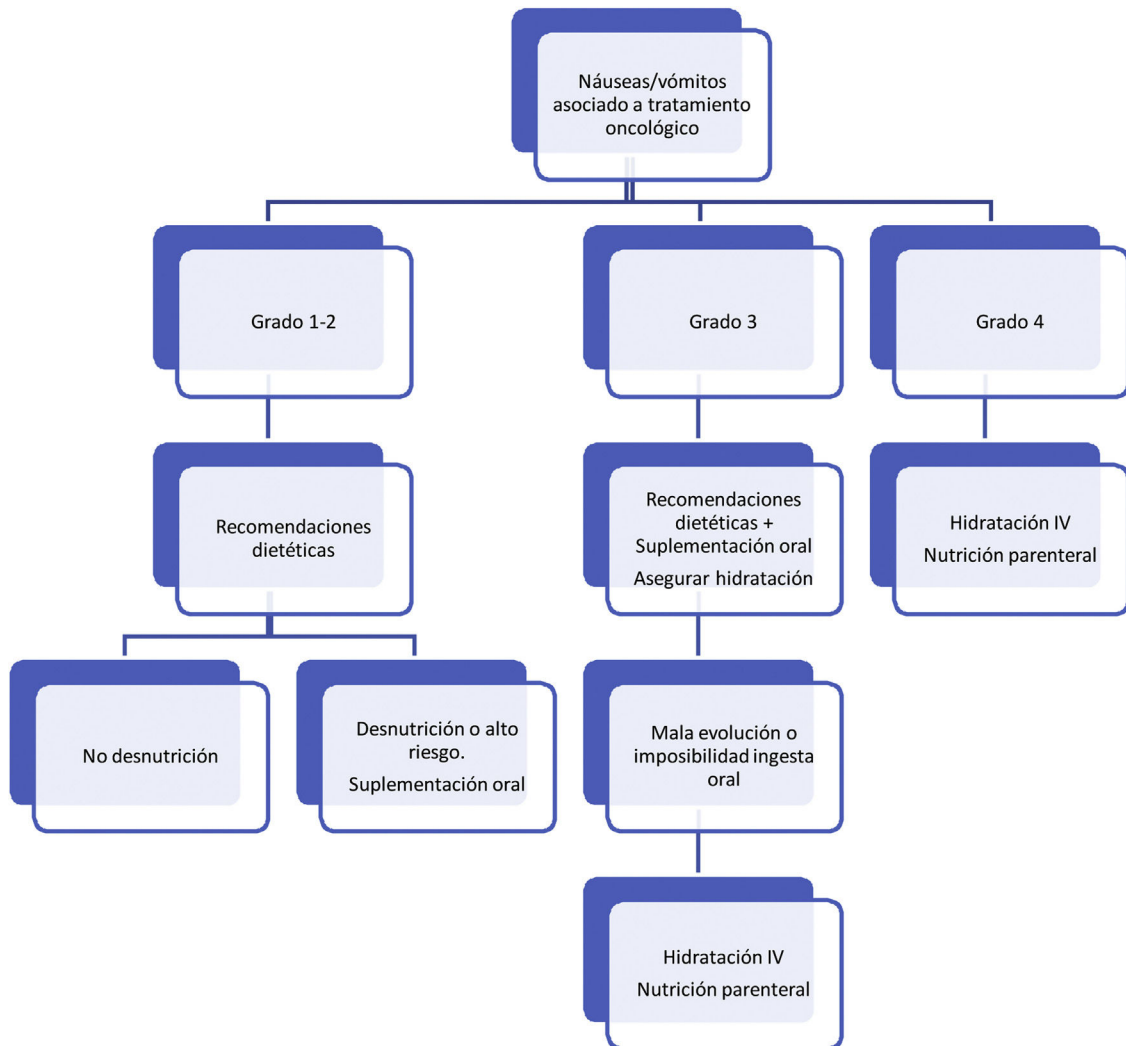 Náuseas/vómitos
asociado a tratamiento
oncológico
Grado 1-2
Grado 3
Grado 4
Recomendaciones
dietéticas
Recomendaciones
dietéticas +
Suplementación oral
Asegurar hidratación
Hidratación IV
Nutrición parenteral
No desnutrición
Desnutrición o alto
riesgo.
Suplementación oral
Mala evolución o
imposibilidad ingesta
oral
Hidratación IV
Nutrición parenteral